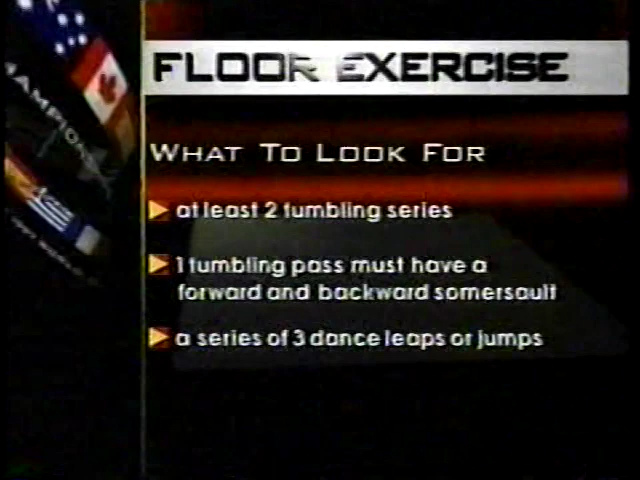 FLOOR EXERCISE
WHAT TO LOOK FOR
at least 2 tumbling series
1 tumbling pass must have a
forward and backward somersault
a series of 3 dance leaps or jumps